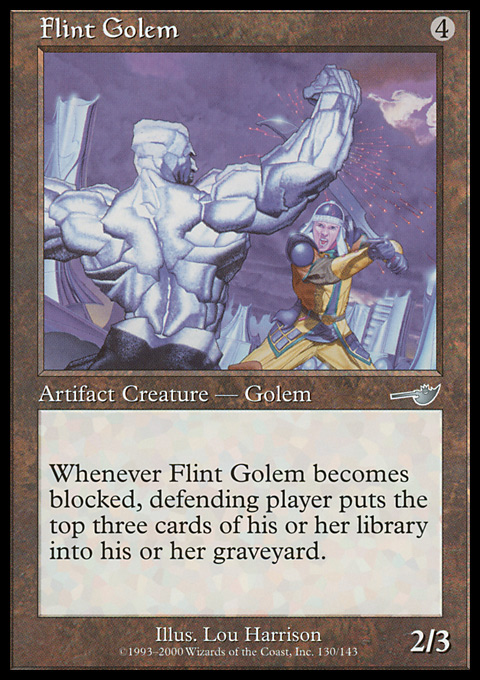 Flint Golem 4
Artifact Creature — Golem
Whenever Flint Golem becomes
blocked, defending player puts the
top three cards of his or her library
into his or her graveyard.
Illus. Lou Harrison
©1993–2000 Wizards of the Coast, Inc. 130/143
2/3